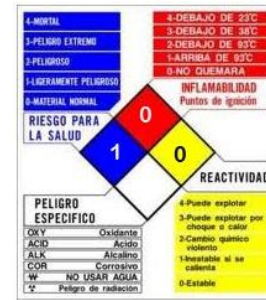 4-MORTAL
3-PELIGRO EXTREMO
2-PELIGROSO
1-LIGERAMENTE PELIGROSO
0-MATERIAL NORMAL
RIESGO PARA
LA SALUD
4-DEBAJO DE 23°C
3-DEBAJO DE 38°C
2-DEBAJO DE 93°C
1-ARRIBA DE 93°C
0-NO QUEMARA
INFLAMABILIDAD
Puntos de ignición
0
1
0
REACTIVIDAD
4-Puede explotar
3-Puede explotar por
choque o calor
2-Cambio químico
violento
1-Inestable si se
calienta
0-Estable
PELIGRO
ESPECIFICO
OXY Oxidante
ACID Acido
ALK Alcalino
COR Corrosivo
W NO USAR AGUA
Peligro de radiación